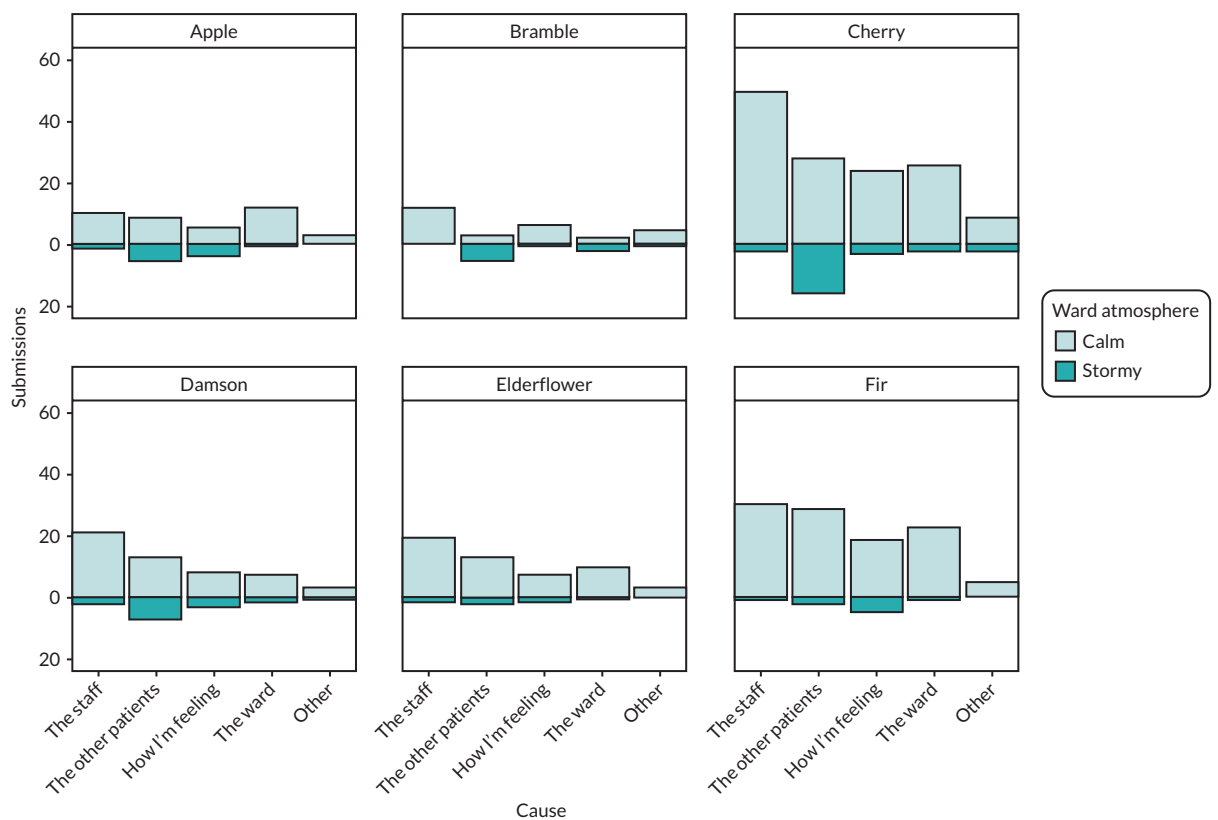 Apple
Bramble
Cherry
60
40
20
0
20
Submissions
Ward atmosphere
Calm
Stormy
Damson
Elderflower
Fir
60
40
20
0
20
The staff
The other patients
How I'm feeling
The ward
Other
The staff
The other patients
How I'm feeling
The ward
Other
The staff
The other patients
How I'm feeling
The ward
Other
Cause